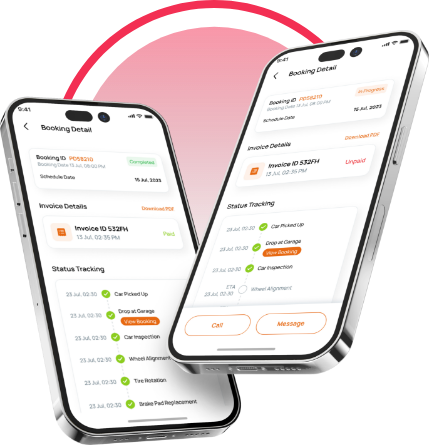 9:41
Booking Detail
Booking ID PDS8210
Completed
Booking Date 15 Jul, 08:00 PM
Schedule Date
15 Jul, 2023
Invoice Details
Download PDF
Invoice ID 532FH
13 Jul, 02:35 PM
Paid
Status Tracking
23 Jul, 02:30 Car Picked Up
23 Jul, 02:30 Drop at Garage
View Booking
23 Jul, 02:30 Car Inspection
23 Jul, 02:30 Wheel Alignment
23 Jul, 02:30 Tire Rotation
23 Jul, 02:30 Brake Pad Replacement
9:41
Booking Detail
In Progress
Booking ID PDS8210
Booking Date 15 Jul, 08:00 PM
Schedule Date
15 Jul, 2023
Invoice Details
Download PDF
Invoice ID 532FH
13 Jul, 02:35 PM
Unpaid
Status Tracking
23 Jul, 02:30 Car Picked Up
23 Jul, 02:30 Drop at Garage
View Booking
23 Jul, 02:30 Car Inspection
ETA
23 Jul, 02:30 Wheel Alignment
Call
Message